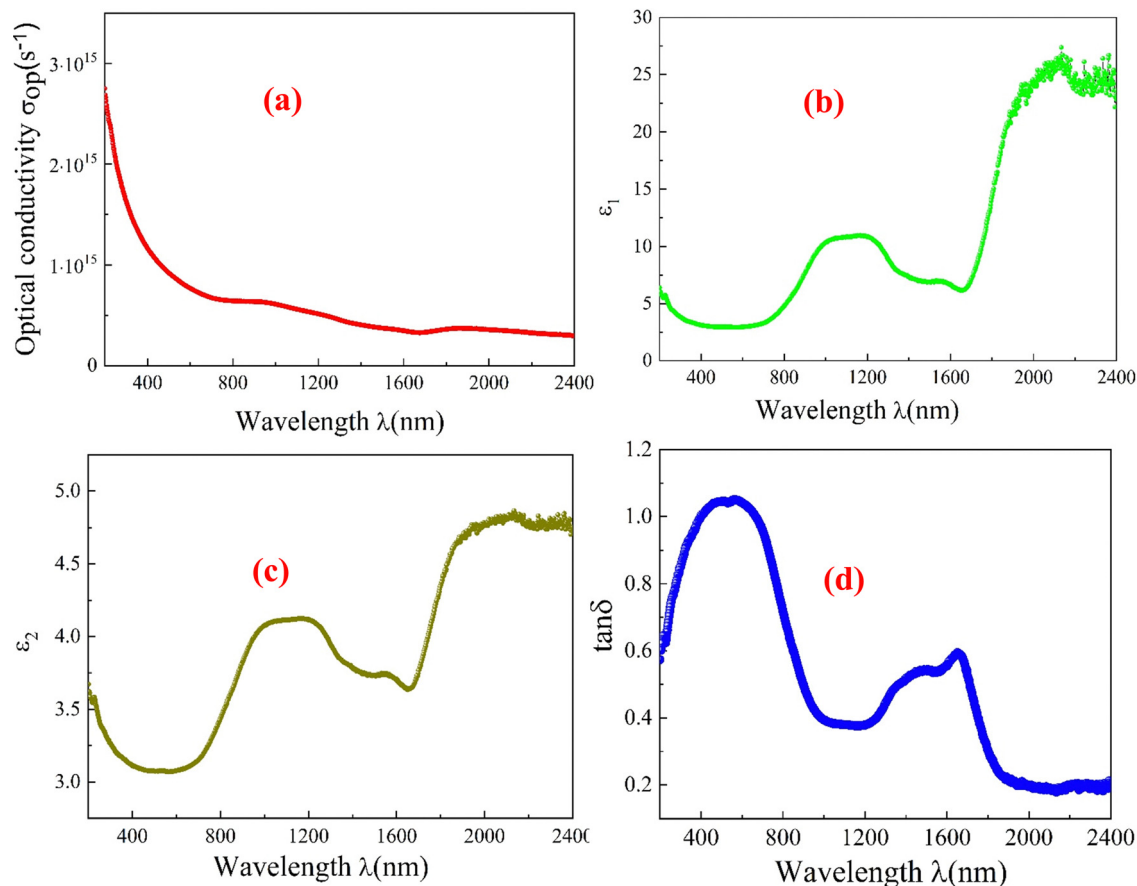 (a)
Optical conductivity σop(s⁻¹)
3·10¹⁵
2·10¹⁵
1·10¹⁵
0
400 800 1200 1600 2000 2400
Wavelength λ(nm)
(b)
ε₁
30
25
20
15
10
5
0
400 800 1200 1600 2000 2400
Wavelength λ(nm)
(c)
ε₂
5.0
4.5
4.0
3.5
3.0
400 800 1200 1600 2000 2400
Wavelength λ(nm)
(d)
tanδ
1.2
1.0
0.8
0.6
0.4
0.2
400 800 1200 1600 2000 2400
Wavelength λ(nm)